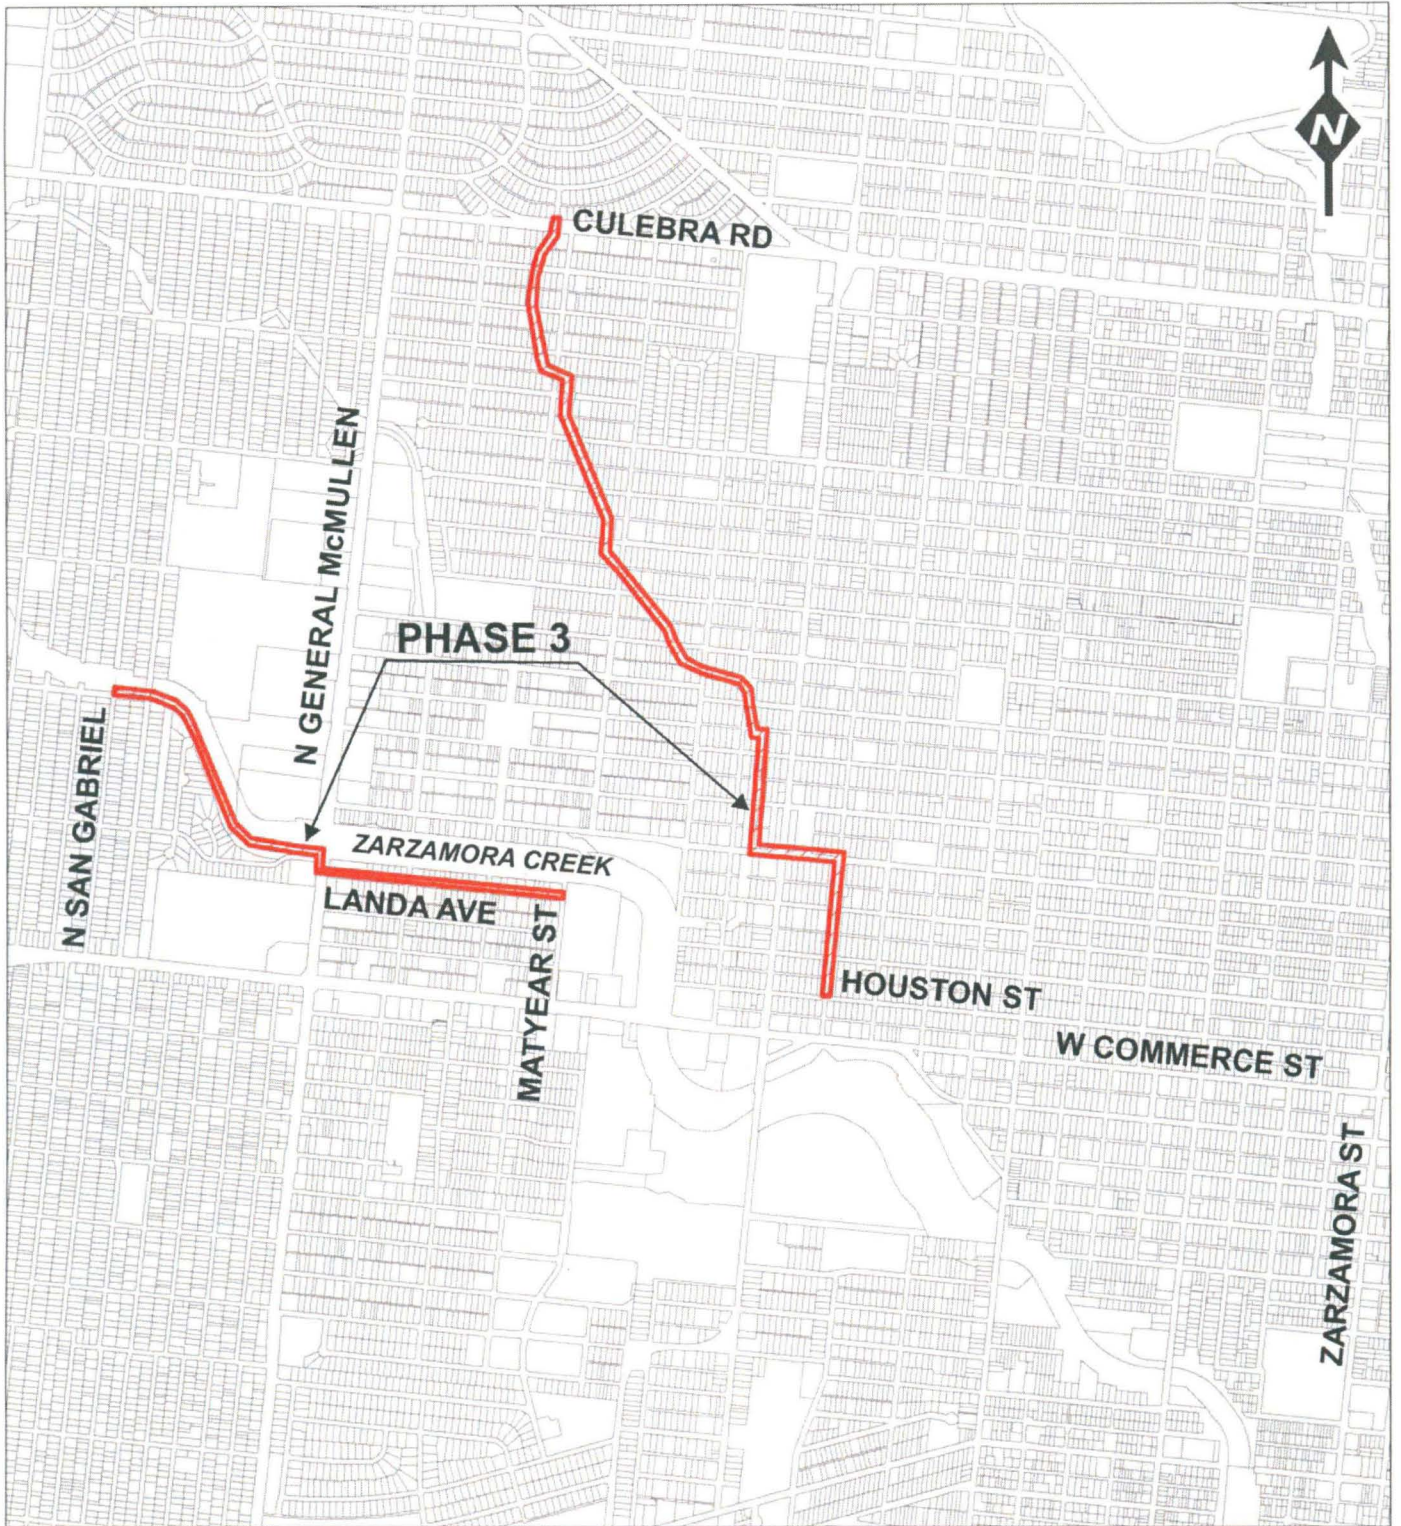 N
CULEBRA RD
N GENERAL McMULLEN
PHASE 3
N SAN GABRIEL
ZARZAMORA CREEK
LANDA AVE
MATYEAR ST
HOUSTON ST
W COMMERCE ST
ZARZAMORA ST